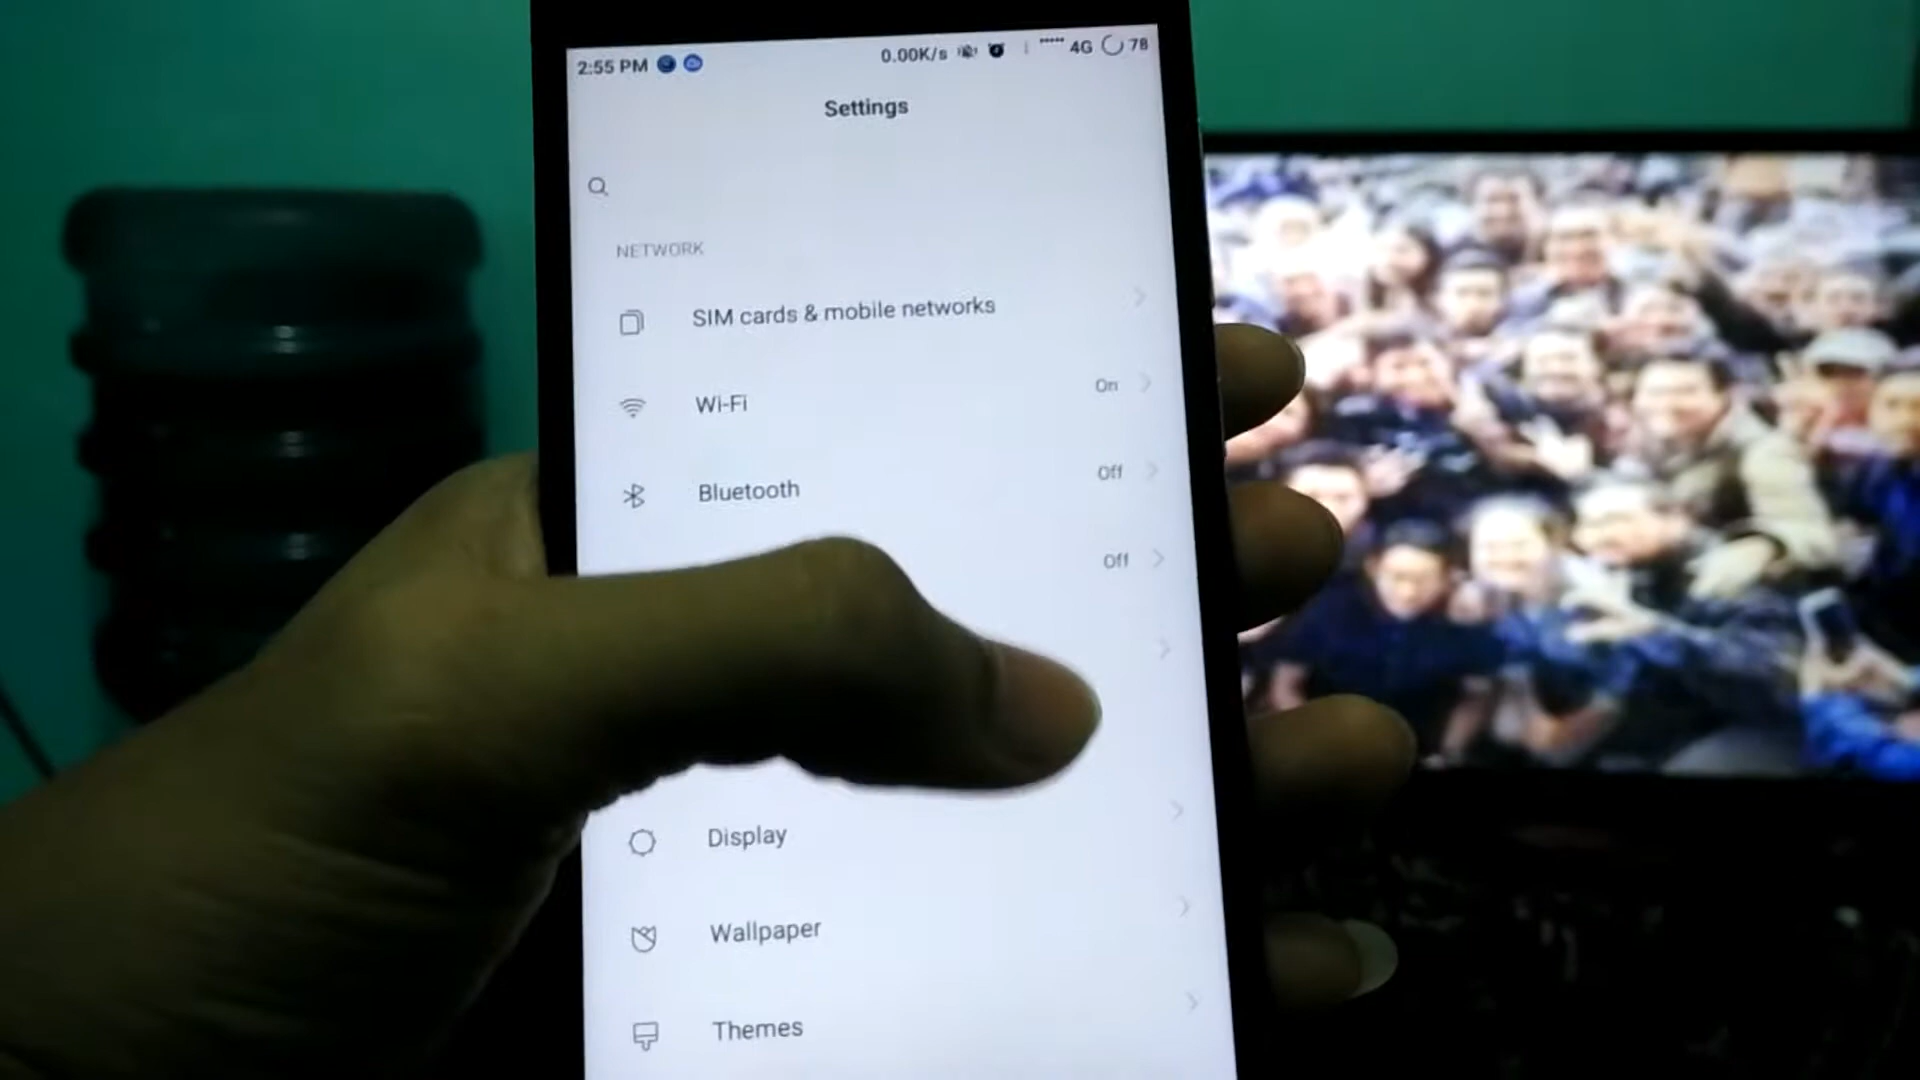 2:55 PM 0.00K/s 4G 78
Settings
NETWORK
SIM cards & mobile networks
Wi-Fi On
Bluetooth Off
Off
Display
Wallpaper
Themes